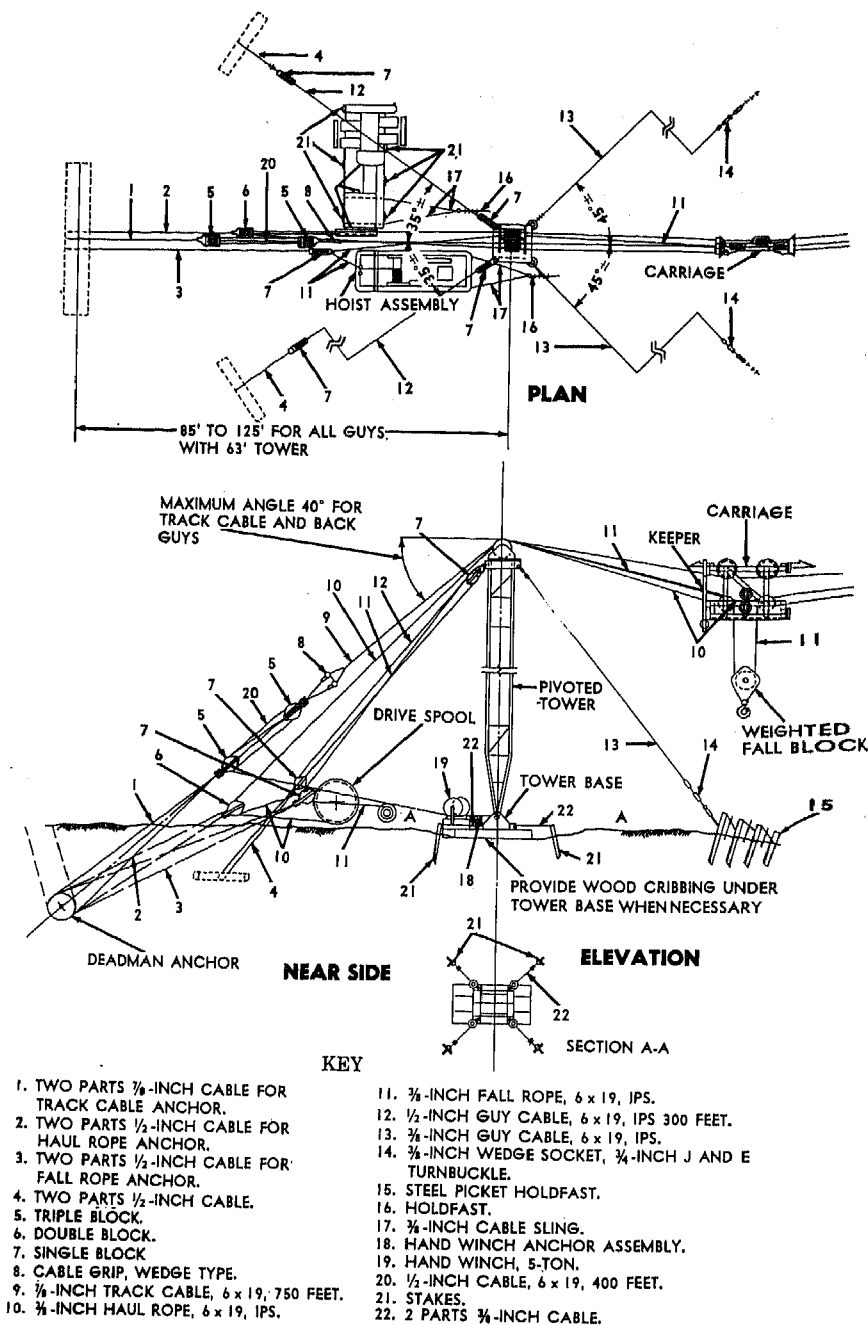 4
7
12
13
14
21
21
20
16
17
7
1
2
5
6
5
8
35°≠
45°≠
11
35°≠
45°≠
CARRIAGE
3
7
11
HOIST ASSEMBLY
7
17
16
14
13
4
7
12
PLAN
85' TO 125' FOR ALL GUYS
WITH 63' TOWER
MAXIMUM ANGLE 40° FOR
TRACK CABLE AND BACK
GUYS
7
11
CARRIAGE
KEEPER
12
10
11
9
8
10
11
5
7
20
DRIVE SPOOL
PIVOTED
TOWER
WEIGHTED
FALL BLOCK
5
7
6
13
14
22
19
TOWER BASE
1
A
22
A
15
10
11
21
18
21
2
3
4
PROVIDE WOOD CRIBBING UNDER
TOWER BASE WHEN NECESSARY
DEADMAN ANCHOR
21
NEAR SIDE
ELEVATION
22
SECTION A-A
KEY
1. TWO PARTS ⅞-INCH CABLE FOR
TRACK CABLE ANCHOR.
2. TWO PARTS ½-INCH CABLE FOR
HAUL ROPE ANCHOR.
3. TWO PARTS ½-INCH CABLE FOR
FALL ROPE ANCHOR.
4. TWO PARTS ½-INCH CABLE.
5. TRIPLE BLOCK.
6. DOUBLE BLOCK.
7. SINGLE BLOCK
8. CABLE GRIP, WEDGE TYPE.
9. ⅞-INCH TRACK CABLE, 6 x 19, 750 FEET.
10. ⅜-INCH HAUL ROPE, 6 x 19, IPS.
11. ⅜-INCH FALL ROPE, 6 x 19, IPS.
12. ½-INCH GUY CABLE, 6 x 19, IPS 300 FEET.
13. ⅜-INCH GUY CABLE, 6 x 19, IPS.
14. ⅜-INCH WEDGE SOCKET, ¾-INCH J AND E
TURNBUCKLE.
15. STEEL PICKET HOLDFAST.
16. HOLDFAST.
17. ⅜-INCH CABLE SLING.
18. HAND WINCH ANCHOR ASSEMBLY.
19. HAND WINCH, 5-TON.
20. ½-INCH CABLE, 6 x 19, 400 FEET.
21. STAKES.
22. 2 PARTS ⅜-INCH CABLE.